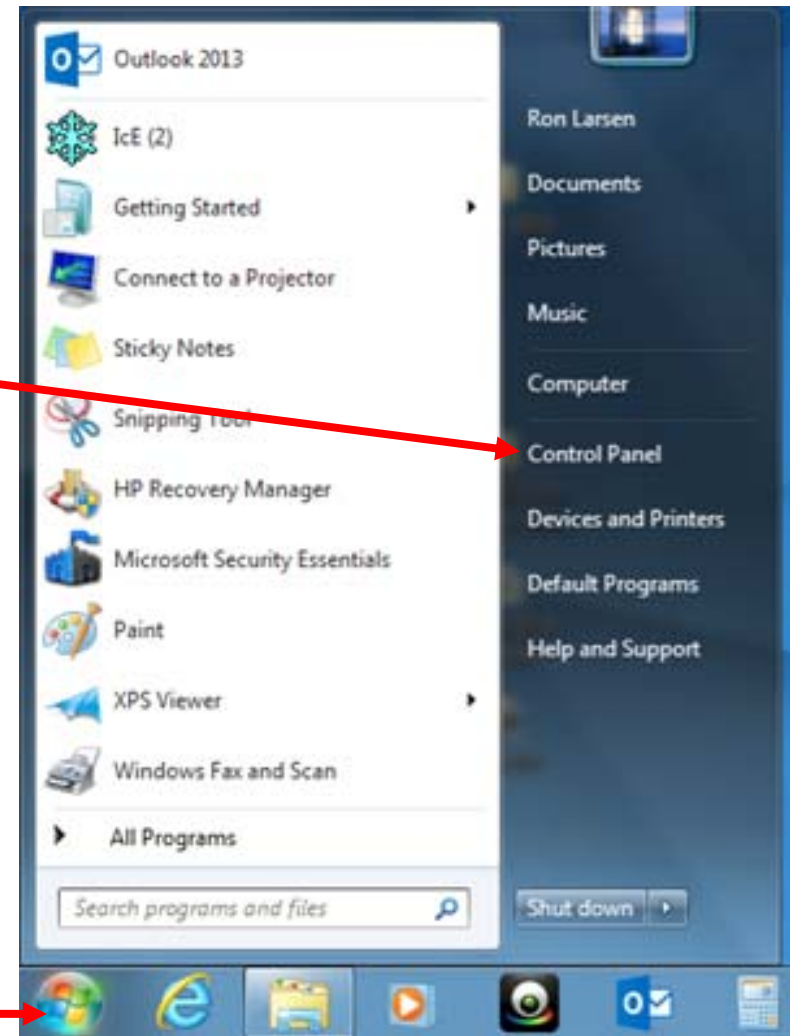 Outlook 2013
IcE (2)
Getting Started
Connect to a Projector
Sticky Notes
Snipping Tool
HP Recovery Manager
Microsoft Security Essentials
Paint
XPS Viewer
Windows Fax and Scan
All Programs
Search programs and files
Ron Larsen
Documents
Pictures
Music
Computer
Control Panel
Devices and Printers
Default Programs
Help and Support
Shut down